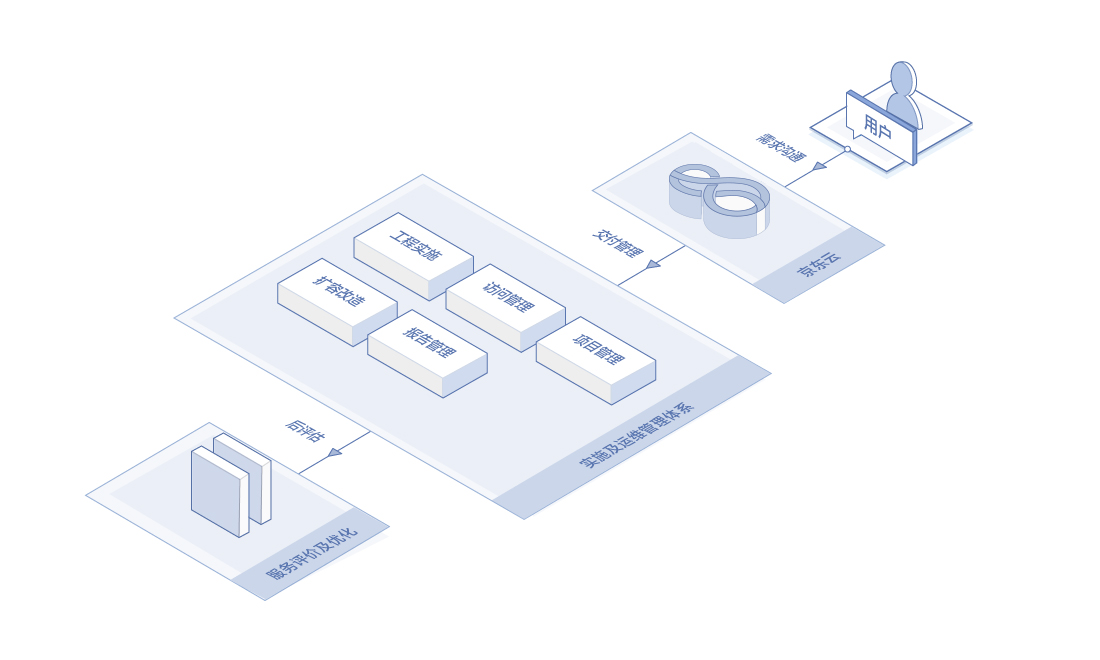 用户
需求沟通
京东云
交付管理
工程实施
扩容改造
访问管理
报告管理
项目管理
实施及运维管理体系
后评估
服务评价及优化